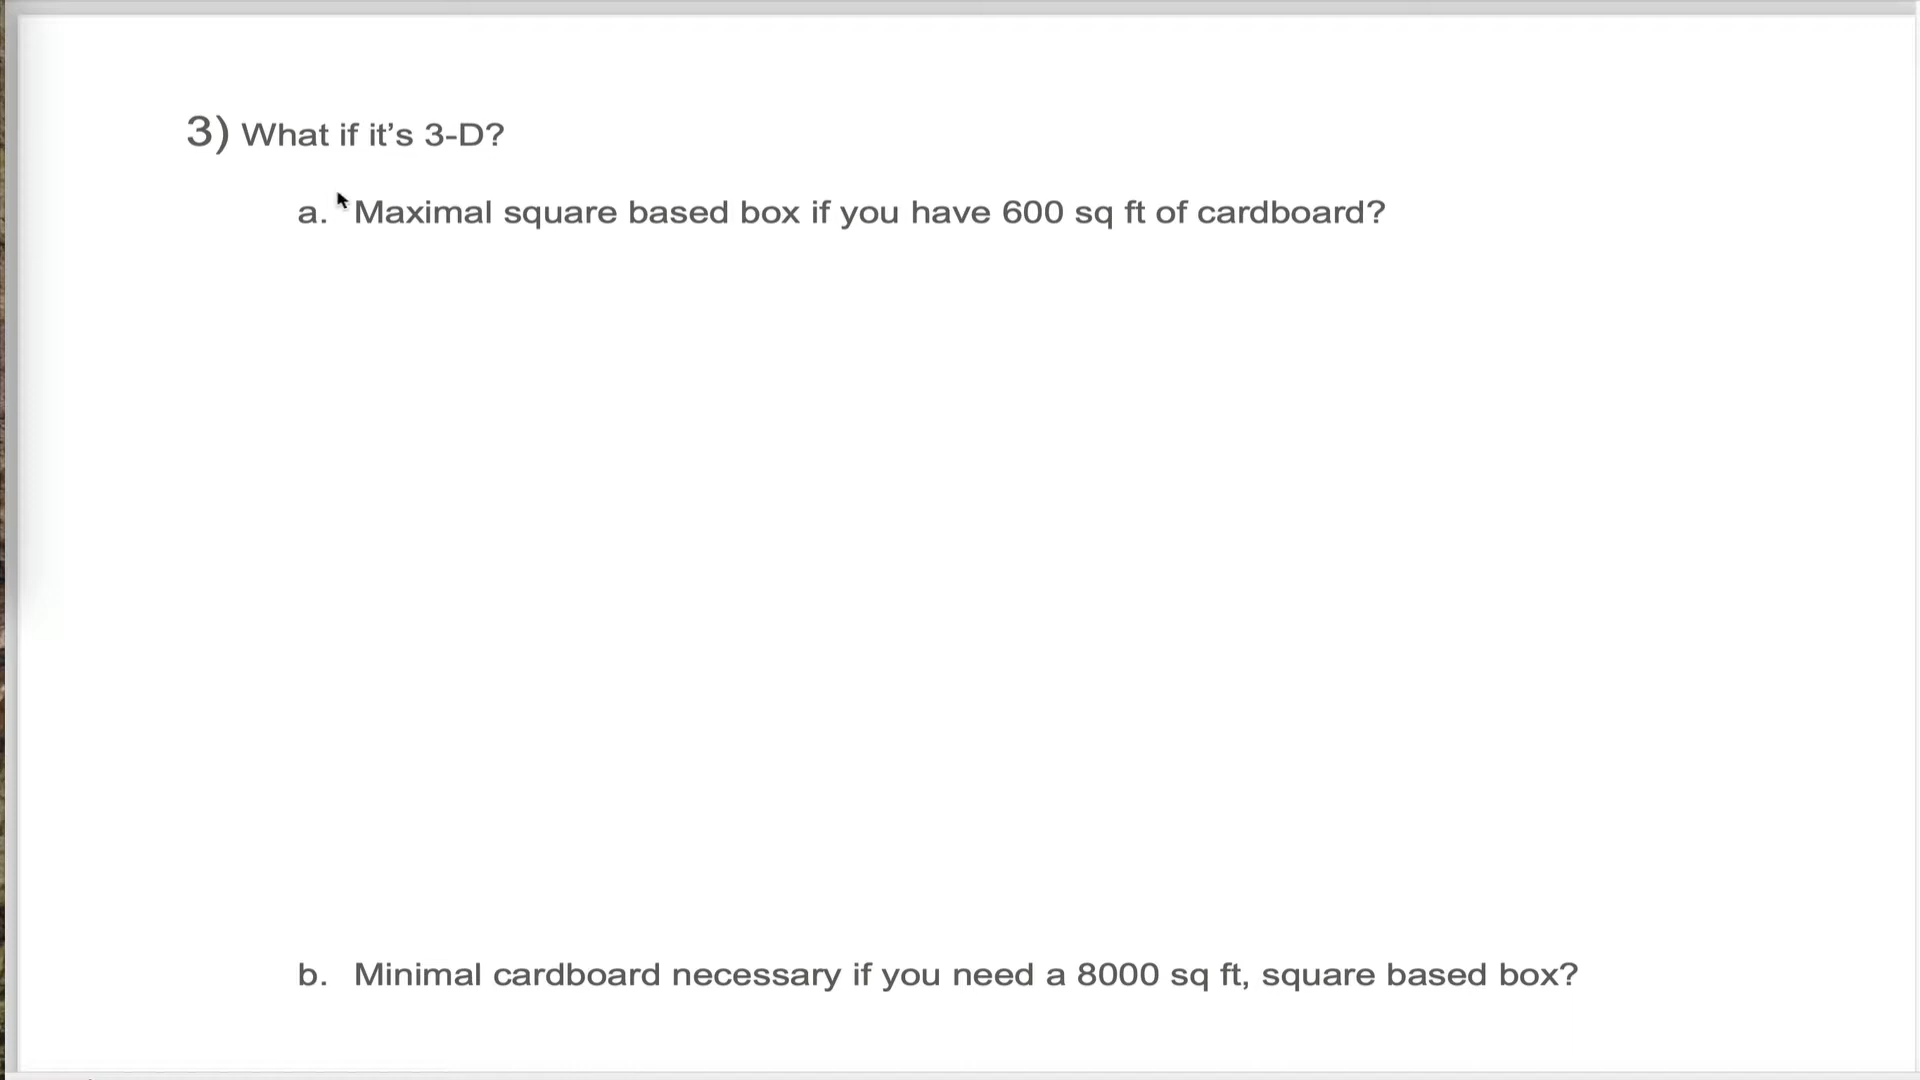 3) What if it’s 3-D?
a. Maximal square based box if you have 600 sq ft of cardboard?
b. Minimal cardboard necessary if you need a 8000 sq ft, square based box?